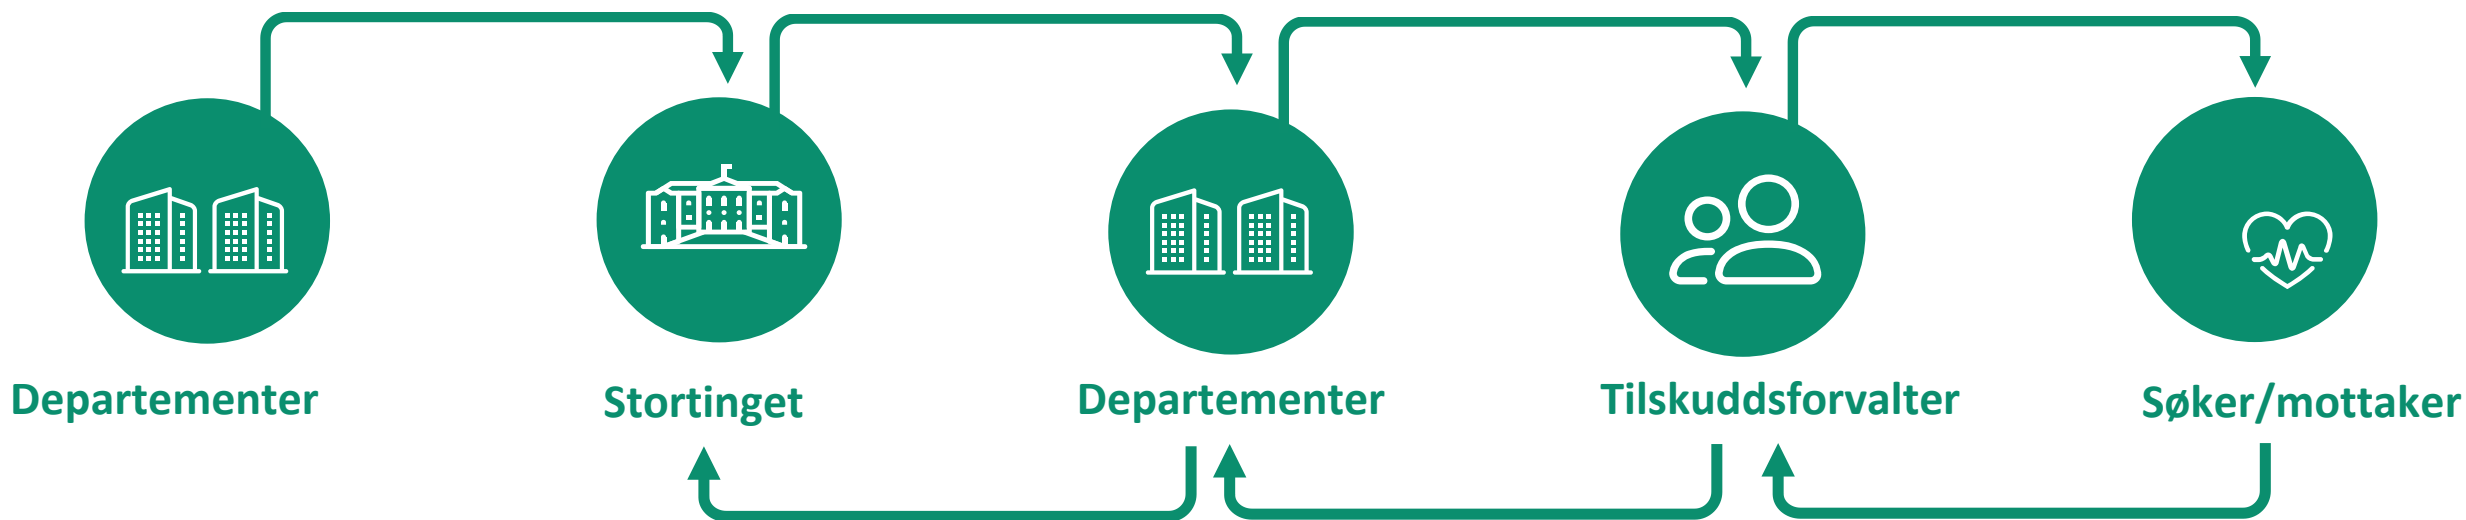 Departementer
Stortinget
Departementer
Tilskuddsforvalter
Søker/mottaker